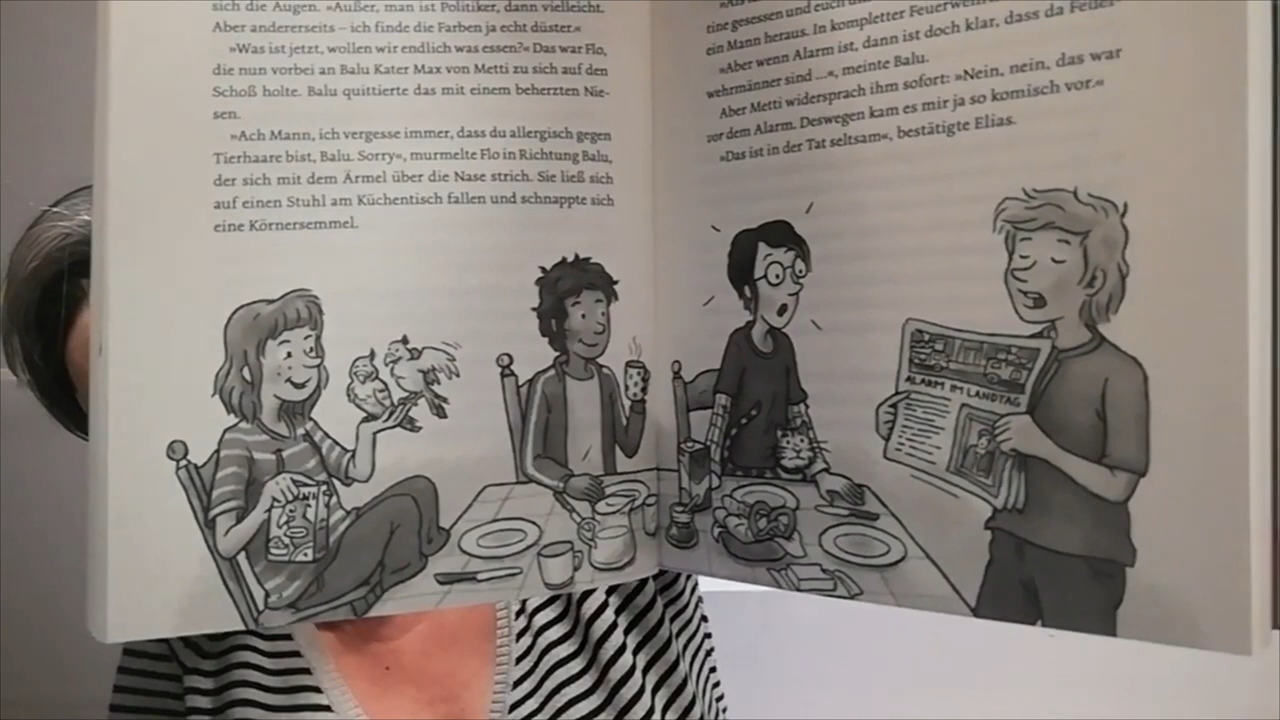 sich die Augen. »Außer, man ist Politiker, dann vielleicht.
Aber andererseits – ich finde die Farben ja echt düster.«
»Was ist jetzt, wollen wir endlich was essen?« Das war Flo,
die nun vorbei an Balu Kater Max von Metti zu sich auf den
Schoß holte. Balu quittierte das mit einem beherzten Nie-
sen.
»Ach Mann, ich vergesse immer, dass du allergisch gegen
Tierhaare bist, Balu. Sorry«, murmelte Flo in Richtung Balu,
der sich mit dem Ärmel über die Nase strich. Sie ließ sich
auf einen Stuhl am Küchentisch fallen und schnappte sich
eine Körnersemmel.
tine gesessen und euch
ein Mann heraus. In kompletter
»Aber wenn Alarm ist, dann ist doch klar, dass da Feuer-
wehrmänner sind ...«, meinte Balu.
Aber Metti widersprach ihm sofort: »Nein, nein, das war
vor dem Alarm. Deswegen kam es mir ja so komisch vor.«
»Das ist in der Tat seltsam«, bestätigte Elias.
ALARM IM LANDTAG